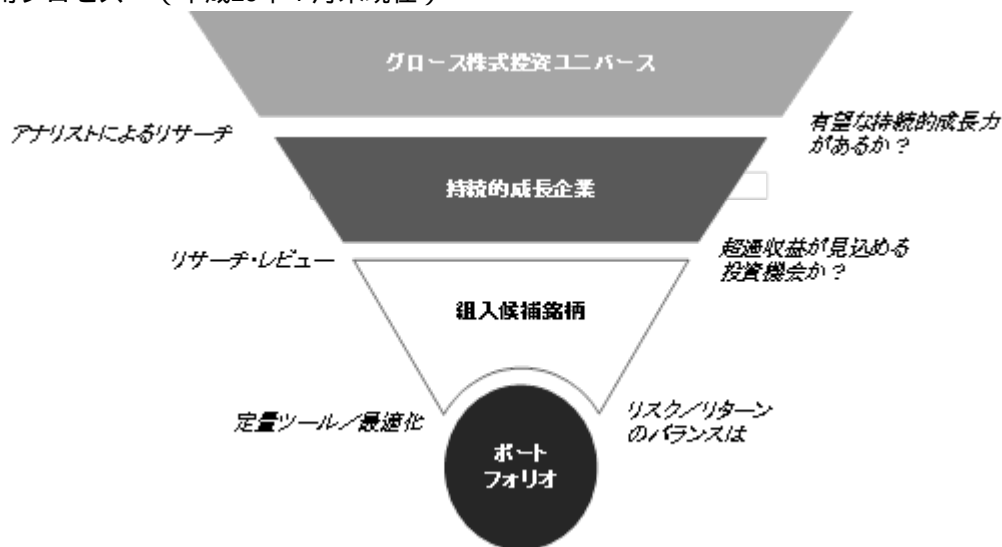 グロース株式投資ユニバース
アナリストによるリサーチ
有望な持続的成長力
があるか？
持続的成長企業
リサーチ・レビュー
超過収益が見込める
投資機会か？
組入候補銘柄
定量ツール／最適化
リスク／リターン
のバランスは
ポート
フォリオ